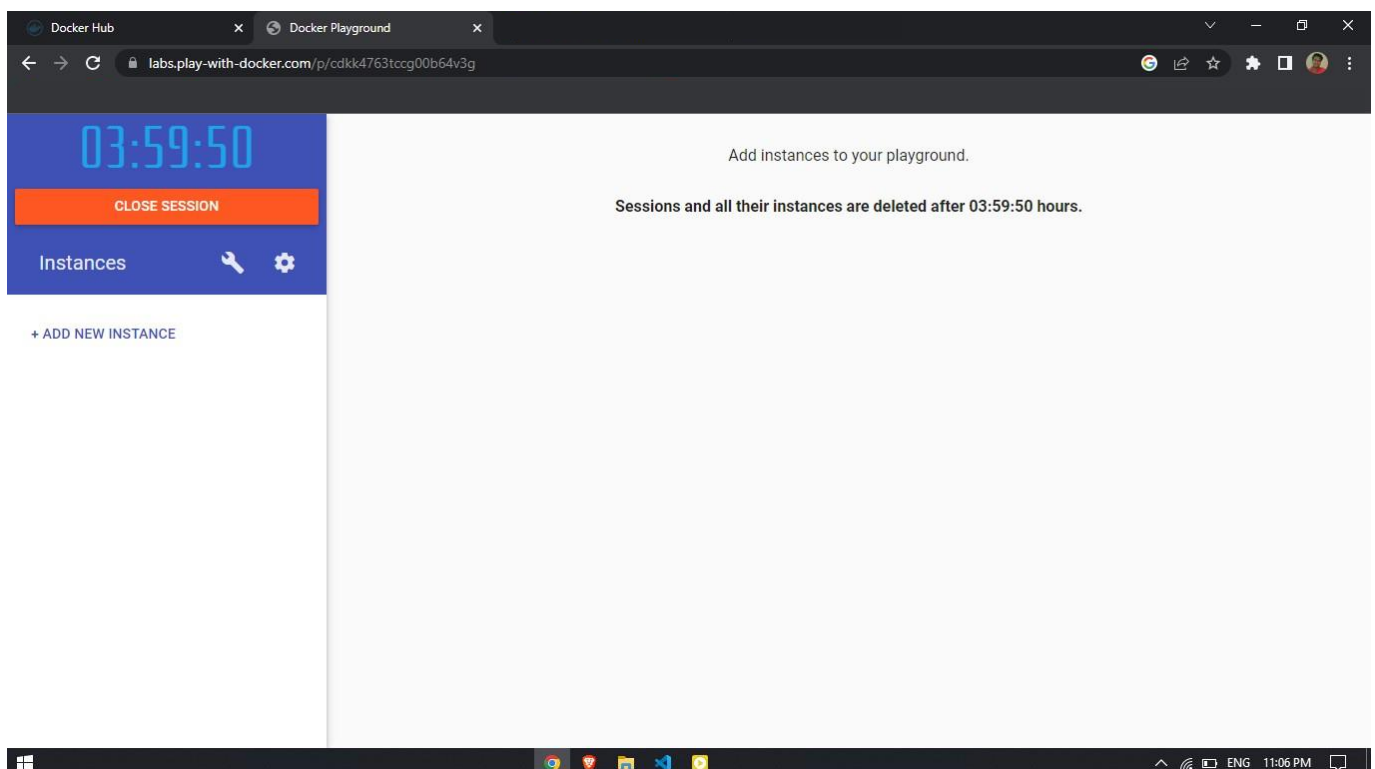 Docker Hub
Docker Playground
labs.play-with-docker.com/p/cdkk4763tccg00b64v3g
03:59:50
CLOSE SESSION
Instances
+ ADD NEW INSTANCE
Add instances to your playground.
Sessions and all their instances are deleted after 03:59:50 hours.
ENG 11:06 PM